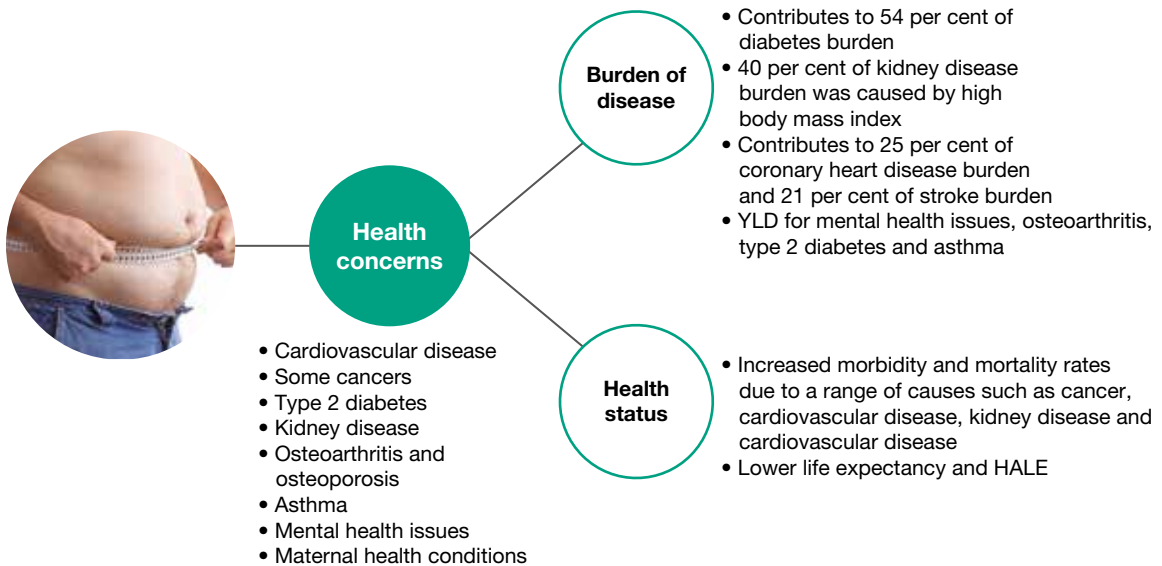 Health
concerns
• Cardiovascular disease
• Some cancers
• Type 2 diabetes
• Kidney disease
• Osteoarthritis and
osteoporosis
• Asthma
• Mental health issues
• Maternal health conditions
Burden of
disease
• Contributes to 54 per cent of
diabetes burden
• 40 per cent of kidney disease
burden was caused by high
body mass index
• Contributes to 25 per cent of
coronary heart disease burden
and 21 per cent of stroke burden
• YLD for mental health issues, osteoarthritis,
type 2 diabetes and asthma
Health
status
• Increased morbidity and mortality rates
due to a range of causes such as cancer,
cardiovascular disease, kidney disease and
cardiovascular disease
• Lower life expectancy and HALE